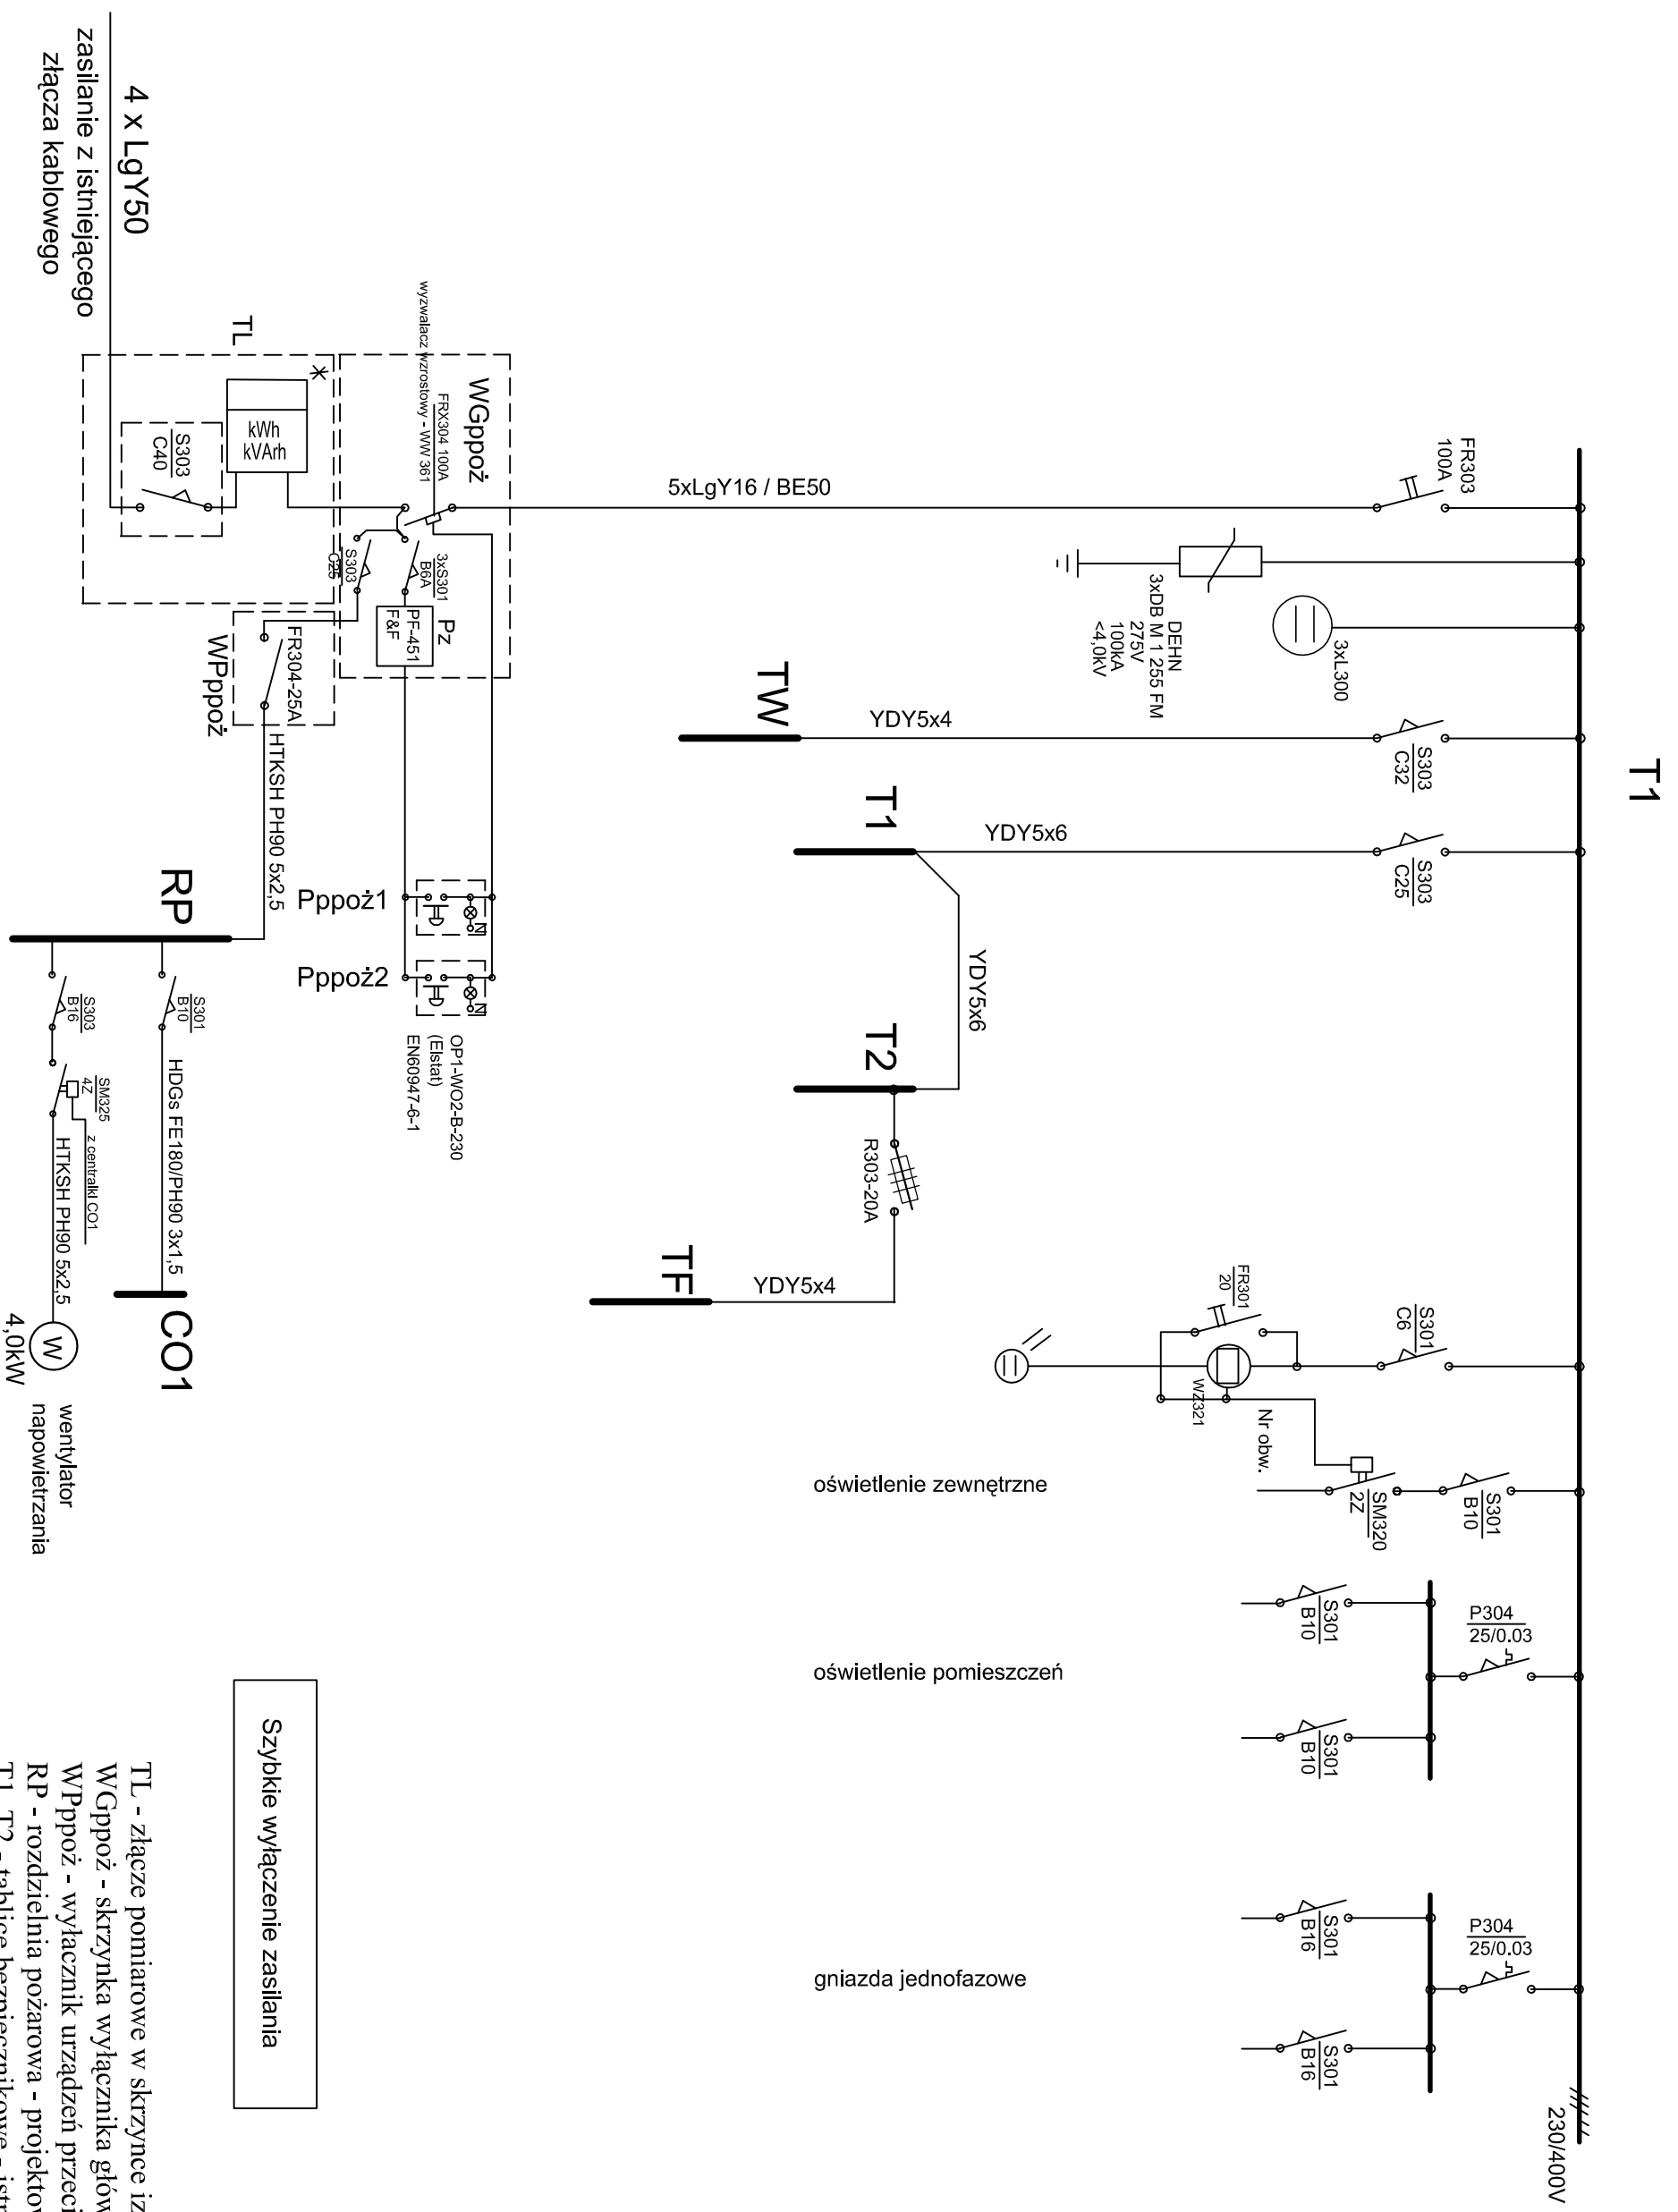 T1
230/400V
FR303
100A
3xL300
DEHN
3xDB M 1 255 FM
275V
100kA
<4,0kV
S303
C32
S303
C25
S301
C6
FR301
20
WZ321
Nr obw.
S301
B10
SM320
2Z
P304
25/0.03
S301
B10
S301
B10
P304
25/0.03
S301
B16
S301
B16
5xLgY16 / BE50
TW
YDY5x4
T1
YDY5x6
YDY5x6
T2
R303-20A
TF
YDY5x4
oświetlenie zewnętrzne
oświetlenie pomieszczeń
gniazda jednofazowe
WGppoż
FRX304 100A
wyzwalacz wzrostowy - WW 361
3xS301
B6A
S303
C25
Pz
PF-451
F&F
TL
kWh
kVArh
S303
C40
4 x LgY50
zasilanie z istniejącego
złącza kablowego
FR304-25A
WPppoż
HTKSH PH90 5x2,5
Pppoż1
N
Pppoż2
N
OP1-WO2-B-230
(Elstat)
EN60947-6-1
RP
S301
B10
HDGs FE180/PH90 3x1,5
CO1
S303
B16
SM325
4Z
z centralki CO1
HTKSH PH90 5x2,5
W
4,0kW
wentylator
napowietrzania
Szybkie wyłączenie zasilania
TL - złącze pomiarowe w skrzynce iz
WGppoż - skrzynka wyłącznika głów
WPppoż - wyłacznik urządzeń przeci
RP - rozdzielnia pożarowa - projektow
T1, T2 - tablice bezpiecznikowe - istr